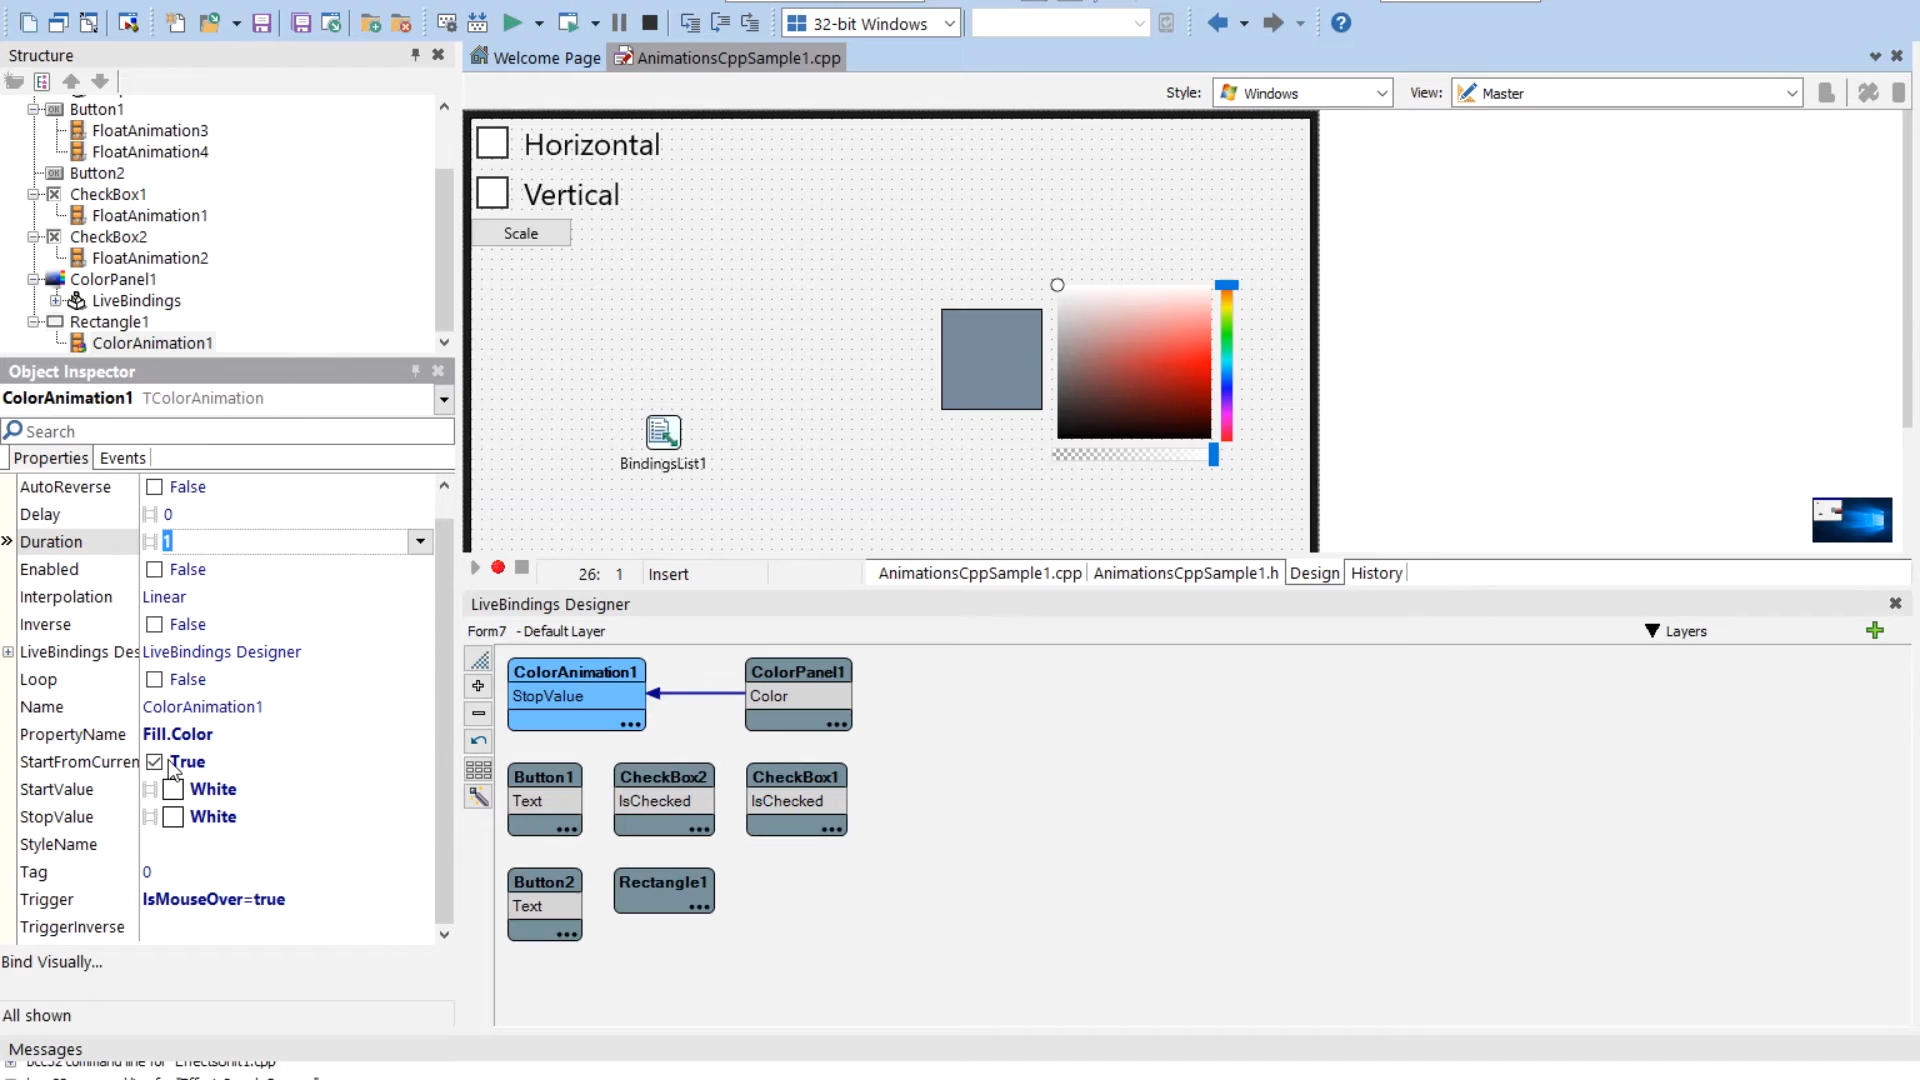 32-bit Windows
Structure
Welcome Page
AnimationsCppSample1.cpp
Style:
Windows
View:
Master
Button1
FloatAnimation3
FloatAnimation4
Button2
CheckBox1
FloatAnimation1
CheckBox2
FloatAnimation2
ColorPanel1
LiveBindings
Rectangle1
ColorAnimation1
Horizontal
Vertical
Scale
BindingsList1
Object Inspector
ColorAnimation1 TColorAnimation
Search
Properties
Events
AutoReverse False
Delay 0
Duration 1
Enabled False
Interpolation Linear
Inverse False
LiveBindings Des LiveBindings Designer
Loop False
Name ColorAnimation1
PropertyName Fill.Color
StartFromCurren True
StartValue White
StopValue White
StyleName
Tag 0
Trigger IsMouseOver=true
TriggerInverse
Bind Visually...
All shown
26: 1 Insert
AnimationsCppSample1.cpp AnimationsCppSample1.h Design History
LiveBindings Designer
Form7 - Default Layer
Layers
ColorAnimation1
StopValue
ColorPanel1
Color
Button1
Text
CheckBox2
IsChecked
CheckBox1
IsChecked
Button2
Text
Rectangle1
Messages